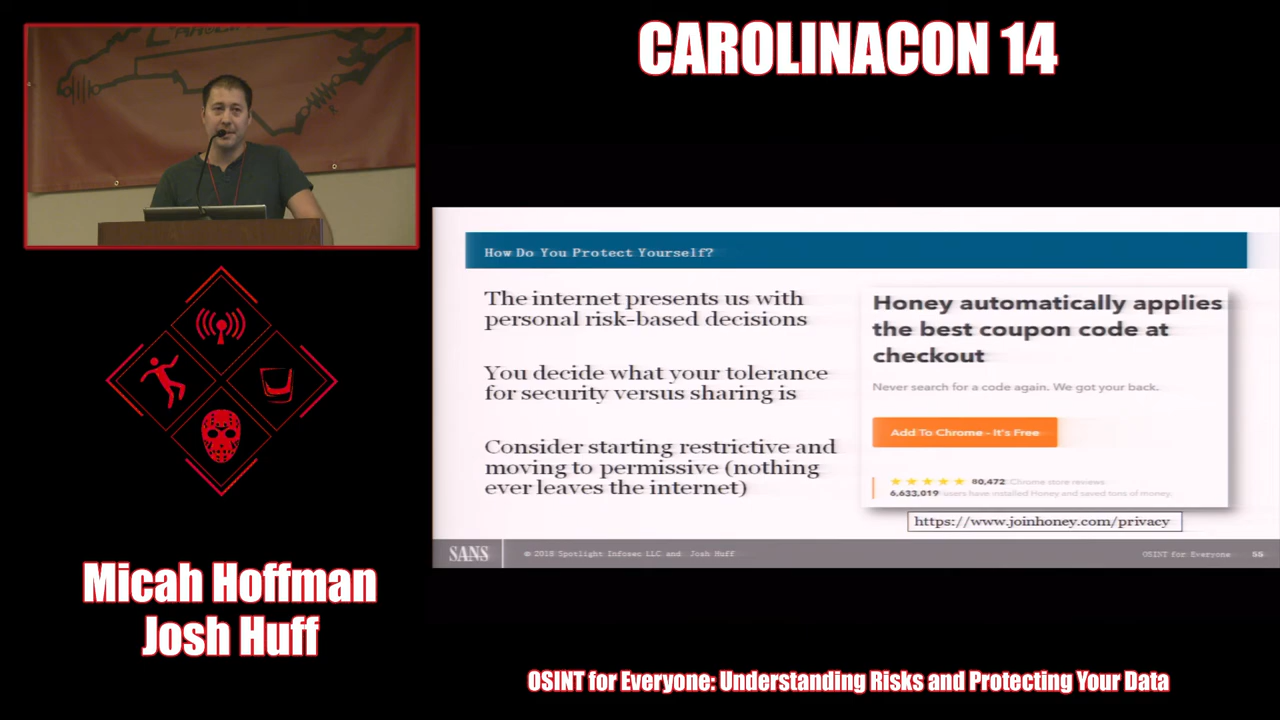 CAROLINACON 14
How Do You Protect Yourself?
The internet presents us with
personal risk-based decisions
You decide what your tolerance
for security versus sharing is
Consider starting restrictive and
moving to permissive (nothing
ever leaves the internet)
Honey automatically applies
the best coupon code at
checkout
Never search for a code again. We got your back.
Add To Chrome - It's Free
80,472 Chrome store reviews
6,633,019 users have installed Honey and saved tons of money.
https://www.joinhoney.com/privacy
SANS
© 2018 Spotlight Infosec LLC and Josh Huff
OSINT for Everyone
Micah Hoffman
Josh Huff
OSINT for Everyone: Understanding Risks and Protecting Your Data